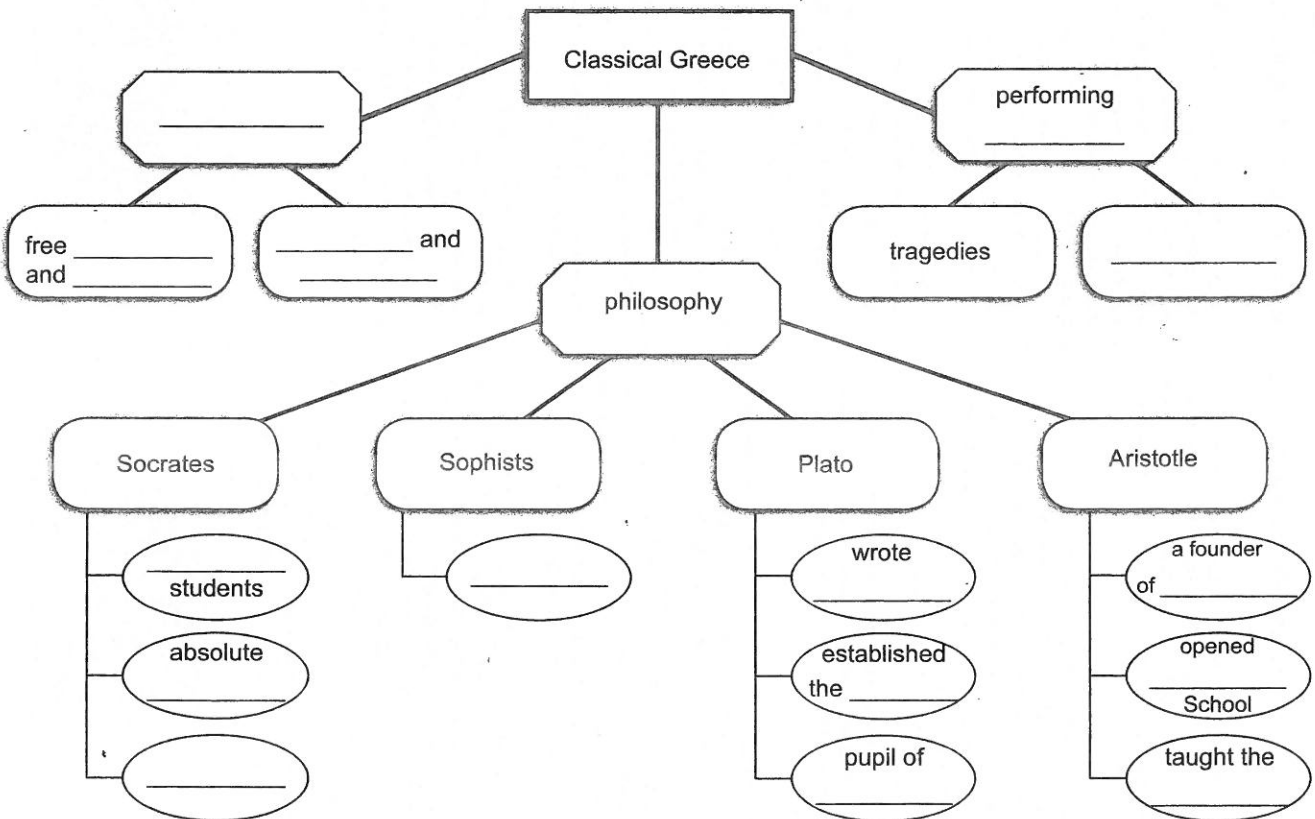 Classical Greece
performing
free
and
and
tragedies
philosophy
Socrates
Sophists
Plato
Aristotle
students
absolute
wrote
established
the
pupil of
a founder
of
opened
School
taught the